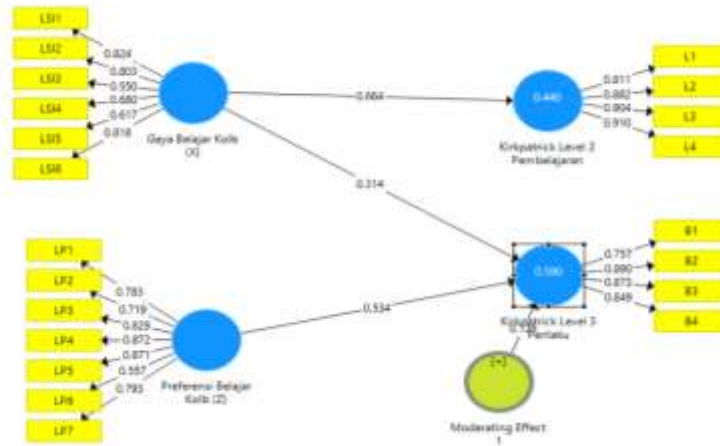 LSI1
LSI2
LSI3
LSI4
LSI5
LSI6
0.824
0.803
0.550
0.680
0.617
0.818
Gaya Belajar Kolb
(X)
0.664
0.314
0.440
Kirkpatrick Level 2
Pembelajaran
0.811
0.882
0.804
0.910
L1
L2
L3
L4
LP1
LP2
LP3
LP4
LP5
LP6
LP7
0.783
0.719
0.829
0.872
0.871
0.557
0.793
Preferensi Belajar
Kolb (Z)
0.534
0.590
Kirkpatrick Level 3
Perilaku
0.757
0.890
0.873
0.849
B1
B2
B3
B4
[+]
Moderating Effect
1